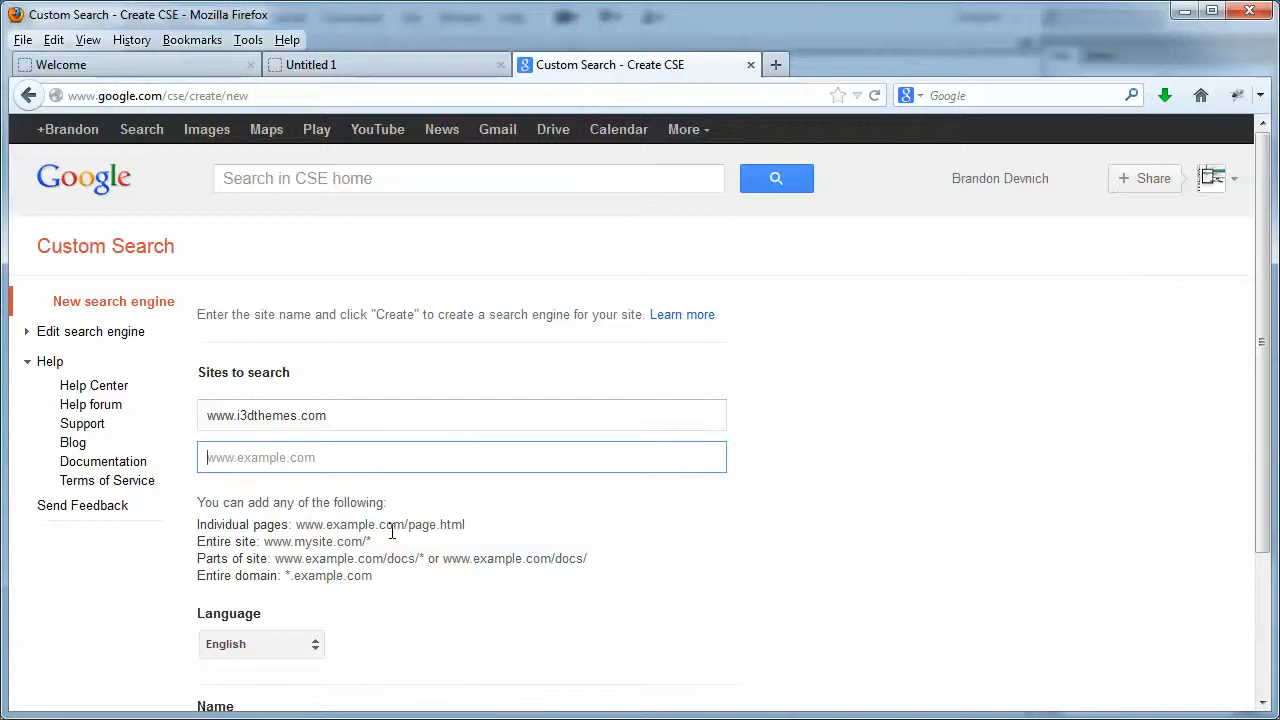 Custom Search - Create CSE - Mozilla Firefox
File Edit View History Bookmarks Tools Help
Welcome Untitled 1 Custom Search - Create CSE
www.google.com/cse/create/new Google
+Brandon Search Images Maps Play YouTube News Gmail Drive Calendar More
Google Search in CSE home Brandon Devnich + Share
Custom Search
New search engine
Edit search engine
Help
Help Center
Help forum
Support
Blog
Documentation
Terms of Service
Send Feedback
Enter the site name and click "Create" to create a search engine for your site. Learn more
Sites to search
www.i3dthemes.com
www.example.com
You can add any of the following:
Individual pages: www.example.com/page.html
Entire site: www.mysite.com/*
Parts of site: www.example.com/docs/* or www.example.com/docs/
Entire domain: *.example.com
Language
English
Name